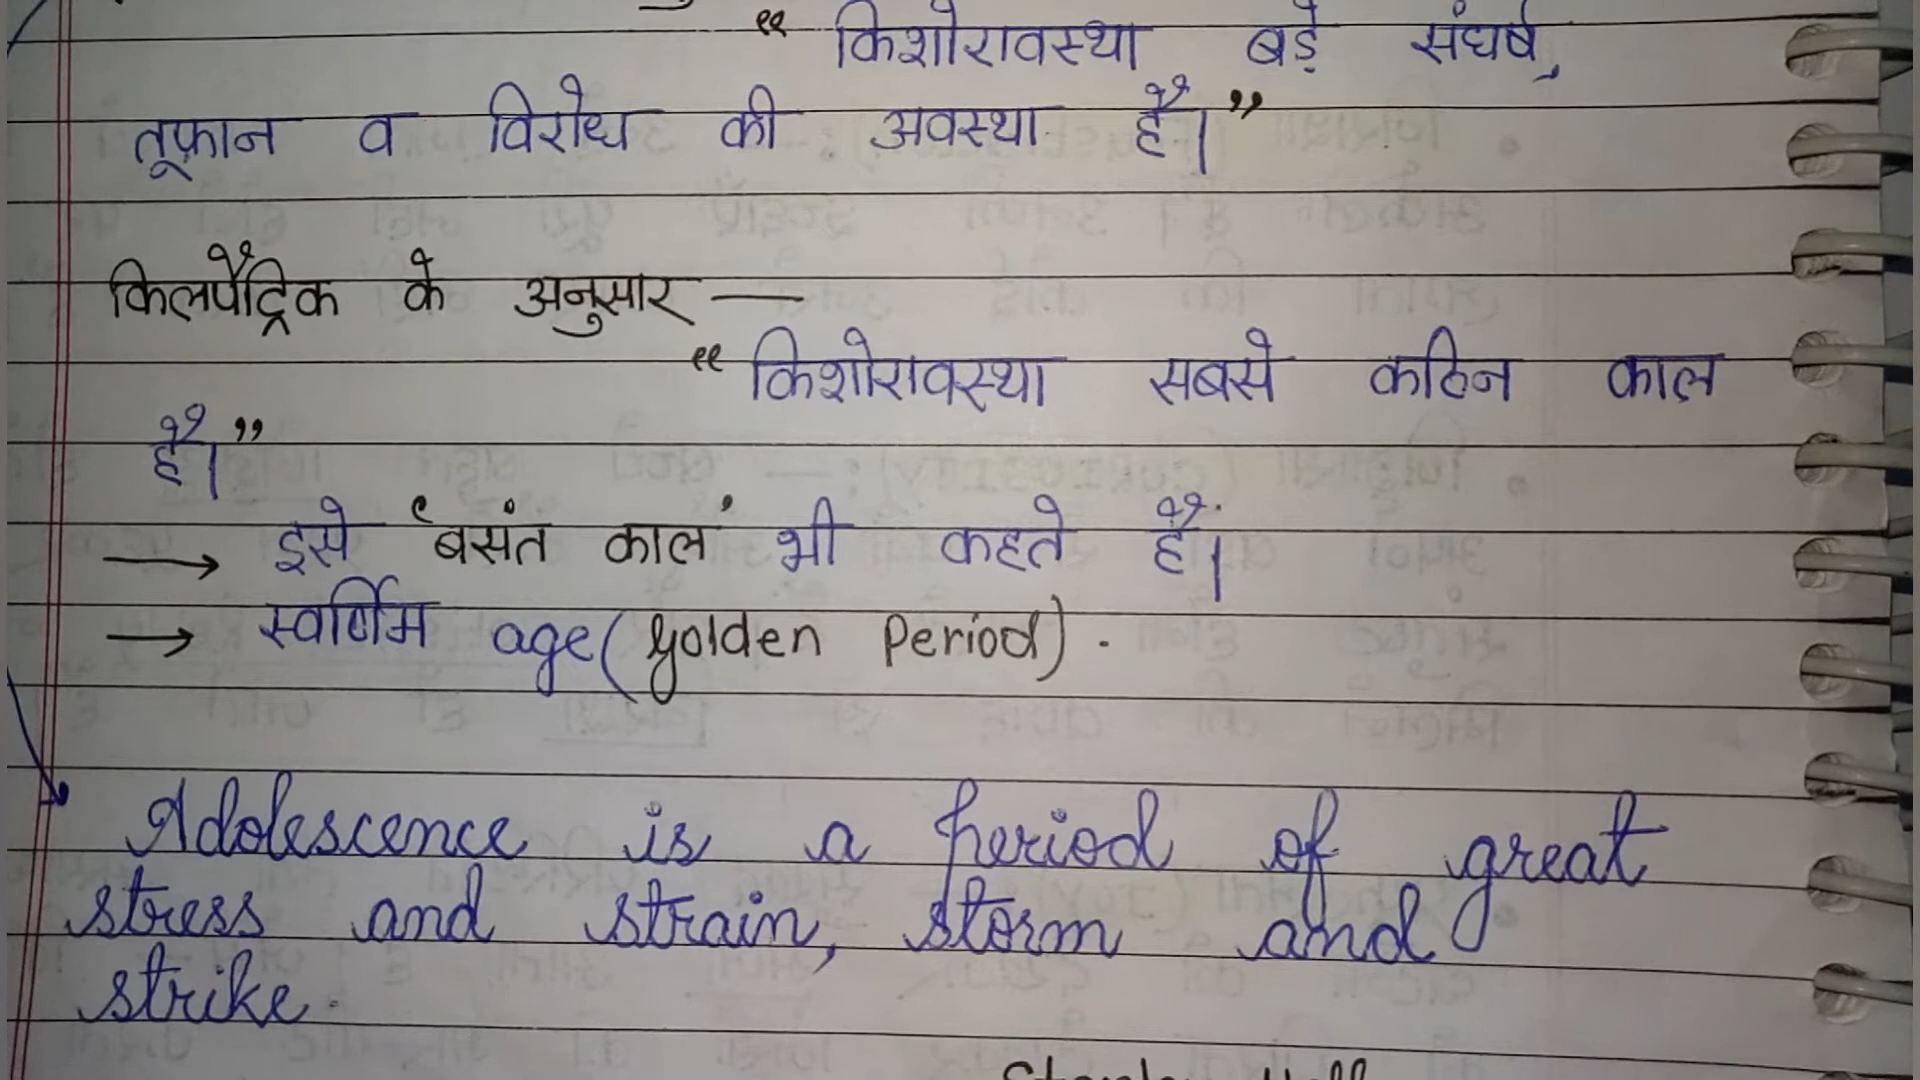 “ किशोरावस्था बड़े संघर्ष,
तूफ़ान व विरोध की अवस्था है।”
किलपैट्रिक के अनुसार —
“ किशोरावस्था सबसे कठिन काल
है।”
→ इसे 'बसंत काल' भी कहते हैं।
→ स्वर्णिम age (Golden Period) .
Adolescence is a period of great
stress and strain, storm and
strike.